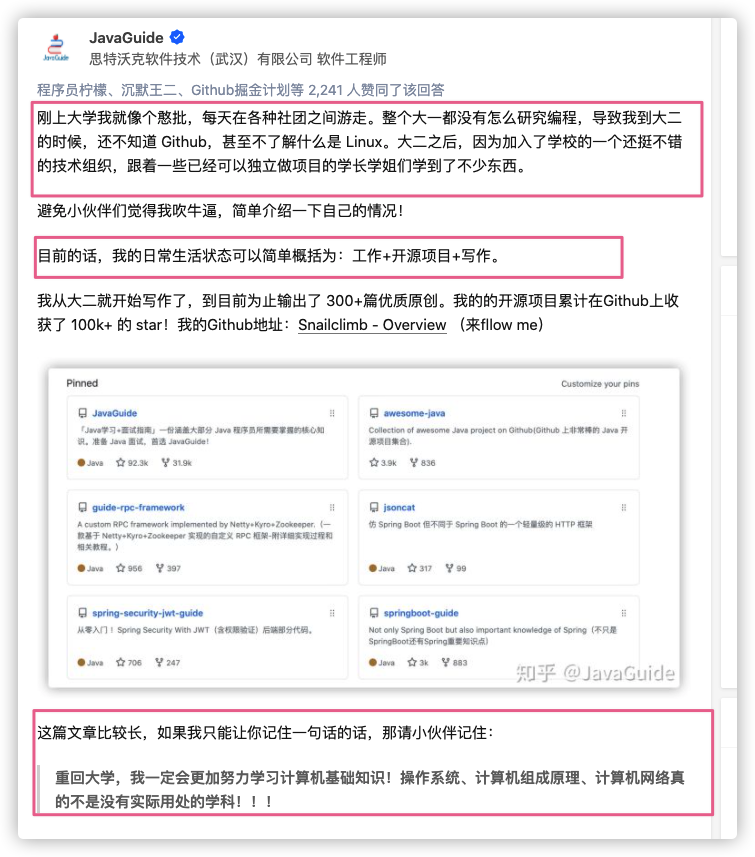 JavaGuide
思特沃克软件技术（武汉）有限公司 软件工程师
程序员柠檬、沉默王二、Github掘金计划等 2,241 人赞同了该回答
刚上大学我就像个憨批，每天在各种社团之间游走。整个大一都没有怎么研究编程，导致我到大二
的时候，还不知道 Github，甚至不了解什么是 Linux。大二之后，因为加入了学校的一个还挺不错
的技术组织，跟着一些已经可以独立做项目的学长学姐们学到了不少东西。
避免小伙伴们觉得我吹牛逼，简单介绍一下自己的情况！
目前的话，我的日常生活状态可以简单概括为：工作+开源项目+写作。
我从大二就开始写作了，到目前为止输出了 300+篇优质原创。我的的开源项目累计在Github上收
获了 100k+ 的 star！我的Github地址：Snailclimb - Overview （来fllow me）
Pinned
Customize your pins
JavaGuide
「Java学习+面试指南」一份涵盖大部分 Java 程序员所需要掌握的核心知
识。准备 Java 面试，首选 JavaGuide！
Java 92.3k 31.9k
awesome-java
Collection of awesome Java project on Github(Github 上非常棒的 Java 开
源项目集合).
3.9k 836
guide-rpc-framework
A custom RPC framework implemented by Netty+Kyro+Zookeeper.（一
款基于 Netty+Kyro+Zookeeper 实现的自定义 RPC 框架-附详细实现过程和
相关教程。）
Java 956 397
jsoncat
仿 Spring Boot 但不同于 Spring Boot 的一个轻量级的 HTTP 框架
Java 317 99
spring-security-jwt-guide
从零入门 ！Spring Security With JWT（含权限验证）后端部分代码。
Java 706 247
springboot-guide
Not only Spring Boot but also important knowledge of Spring（不只是
SpringBoot还有Spring重要知识点）
Java 3k 883
知乎 @JavaGuide
这篇文章比较长，如果我只能让你记住一句话的话，那请小伙伴记住：
重回大学，我一定会更加努力学习计算机基础知识！操作系统、计算机组成原理、计算机网络真
的不是没有实际用处的学科！！！